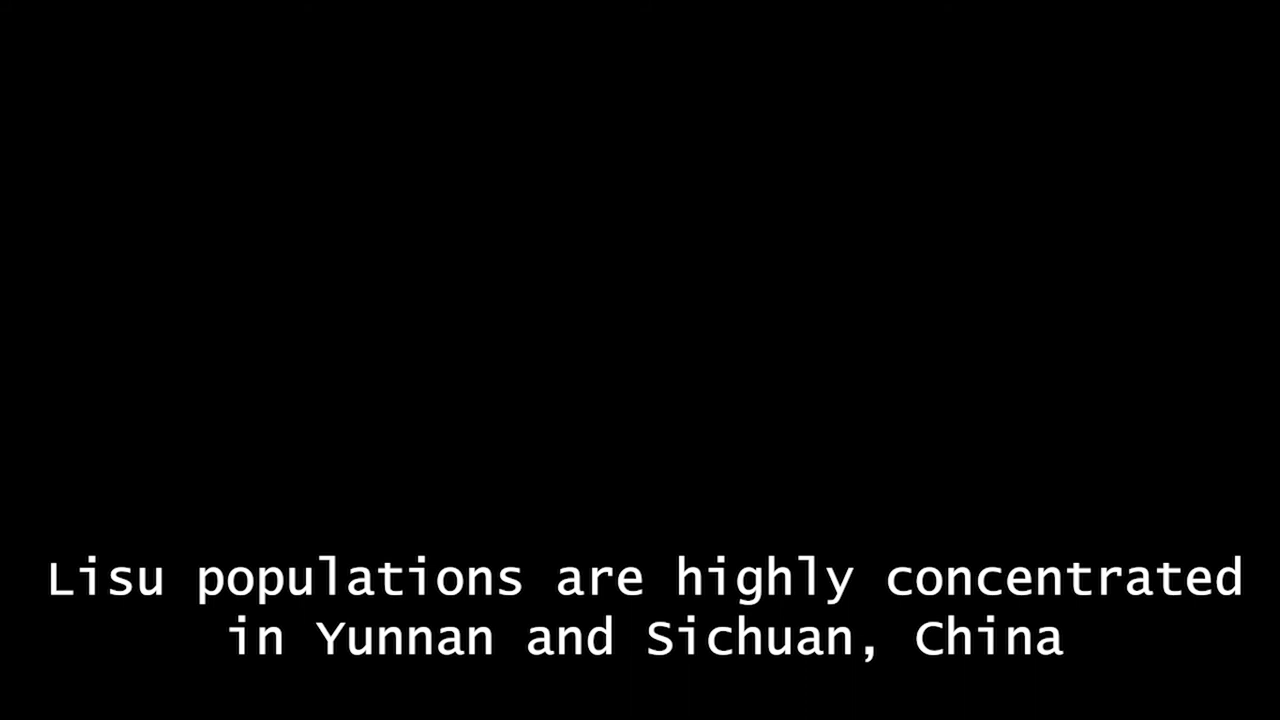 Lisu populations are highly concentrated
in Yunnan and Sichuan, China